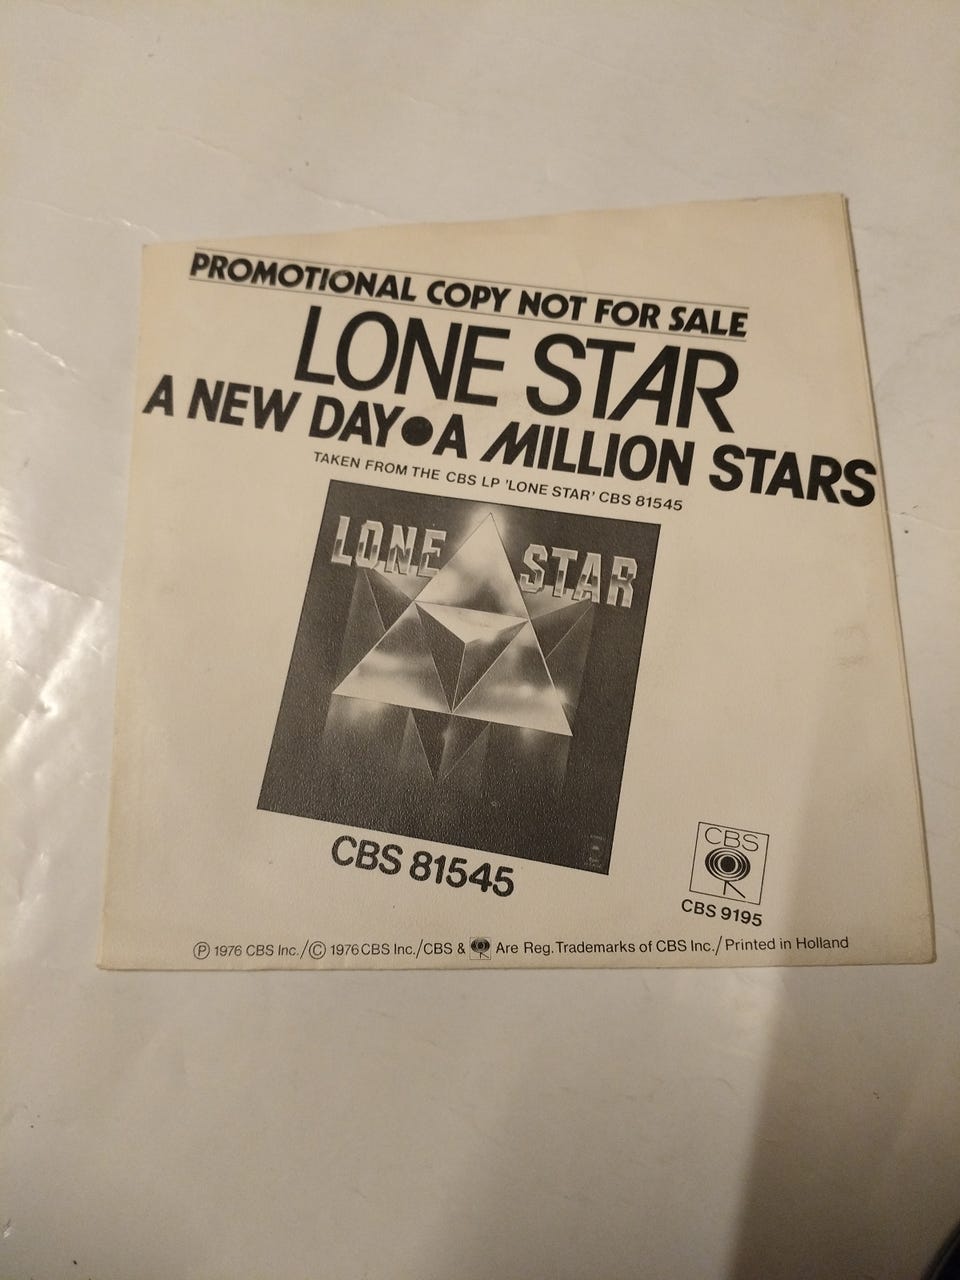 PROMOTIONAL COPY NOT FOR SALE
LONE STAR
A NEW DAY●A MILLION STARS
TAKEN FROM THE CBS LP 'LONE STAR' CBS 81545
LONE STAR
CBS 81545
CBS
CBS 9195
Ⓟ 1976 CBS Inc./© 1976 CBS Inc./CBS & Are Reg. Trademarks of CBS Inc./Printed in Holland